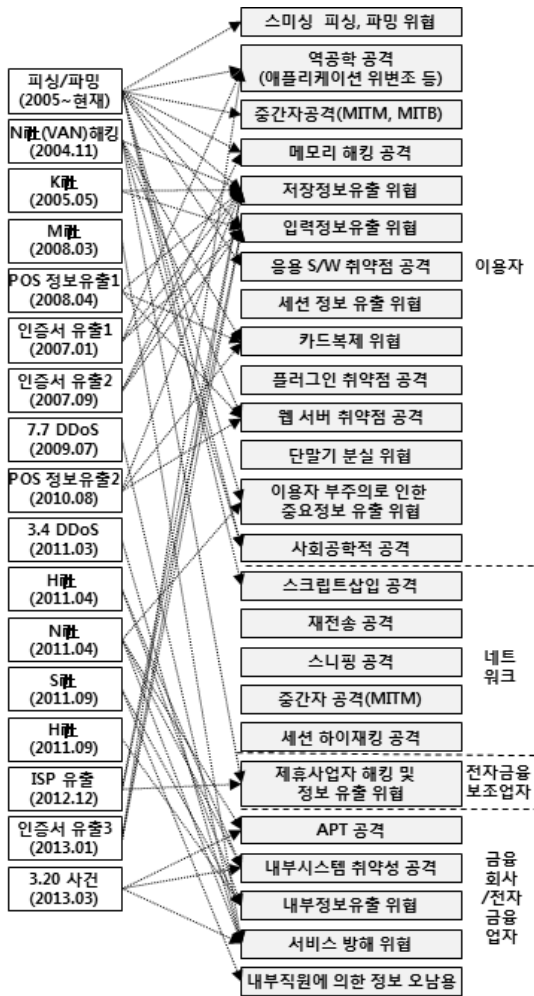 피싱/파밍
(2005~현재)
N社(VAN)해킹
(2004.11)
K社
(2005.05)
M社
(2008.03)
POS 정보유출1
(2008.04)
인증서 유출1
(2007.01)
인증서 유출2
(2007.09)
7.7 DDoS
(2009.07)
POS 정보유출2
(2010.08)
3.4 DDoS
(2011.03)
H社
(2011.04)
N社
(2011.04)
S社
(2011.09)
H社
(2011.09)
ISP 유출
(2012.12)
인증서 유출3
(2013.01)
3.20 사건
(2013.03)
스미싱 피싱, 파밍 위협
역공학 공격
(애플리케이션 위변조 등)
중간자공격(MITM, MITB)
메모리 해킹 공격
저장정보유출 위협
입력정보유출 위협
응용 S/W 취약점 공격
세션 정보 유출 위협
카드복제 위협
플러그인 취약점 공격
웹 서버 취약점 공격
단말기 분실 위협
이용자 부주의로 인한
중요정보 유출 위협
사회공학적 공격
스크립트삽입 공격
재전송 공격
스니핑 공격
중간자 공격(MITM)
세션 하이재킹 공격
제휴사업자 해킹 및
정보 유출 위협
APT 공격
내부시스템 취약성 공격
내부정보유출 위협
서비스 방해 위협
내부직원에 의한 정보 오남용
이용자
네트
워크
전자금융
보조업자
금융
회사
/전자
금융
업자